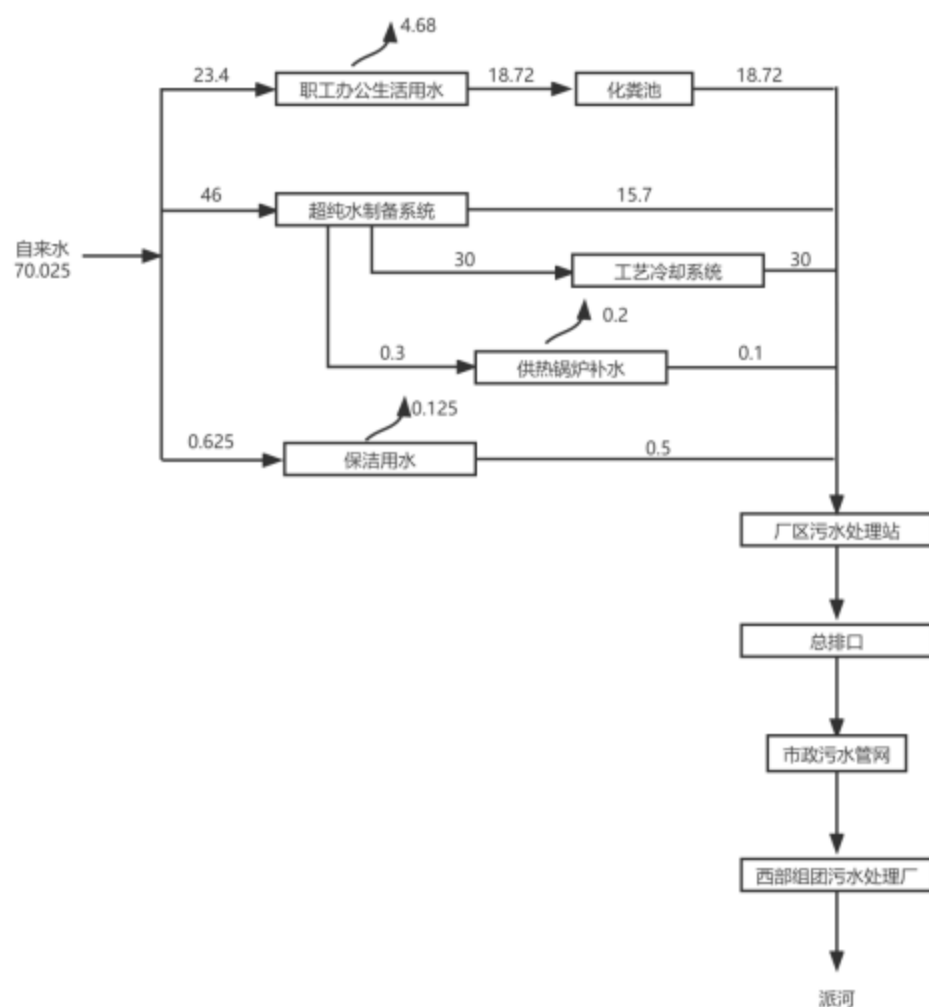 4.68
23.4
职工办公生活用水
18.72
化粪池
18.72
46
超纯水制备系统
15.7
自来水
70.025
30
工艺冷却系统
30
0.2
0.3
供热锅炉补水
0.1
0.125
0.625
保洁用水
0.5
厂区污水处理站
总排口
市政污水管网
西部组团污水处理厂
派河